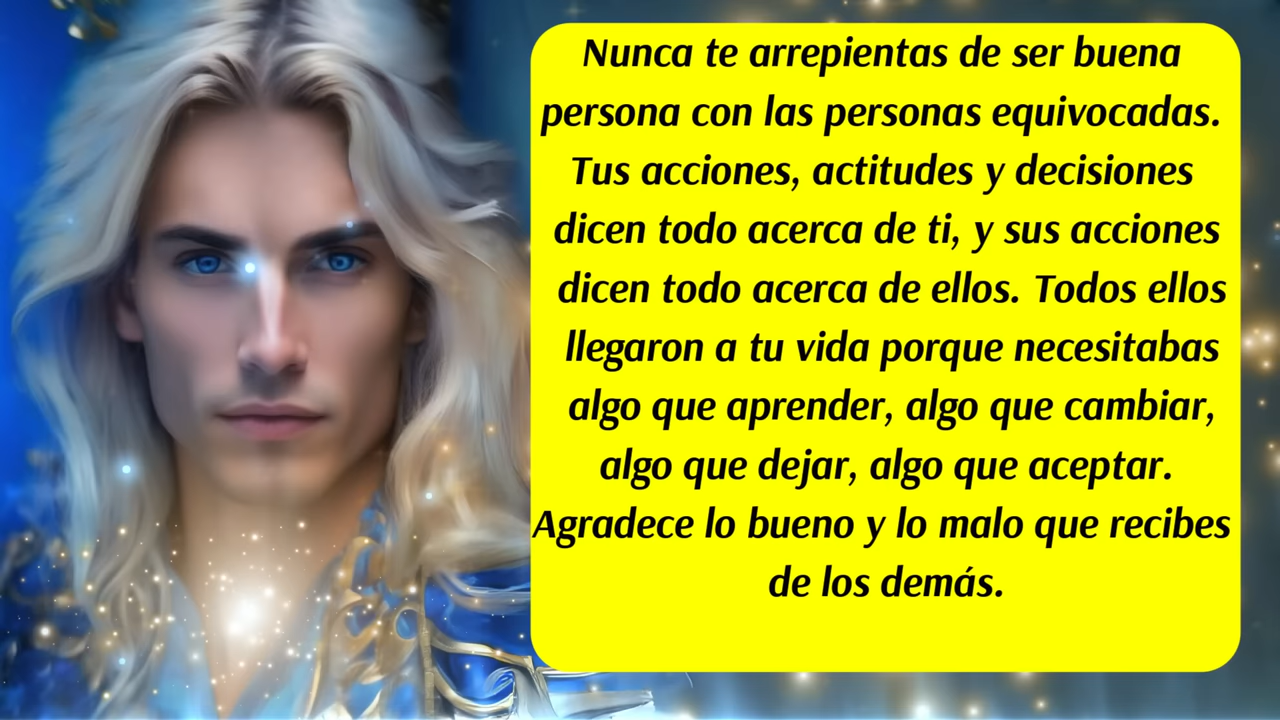 Nunca te arrepientas de ser buena
persona con las personas equivocadas.
Tus acciones, actitudes y decisiones
dicen todo acerca de ti, y sus acciones
dicen todo acerca de ellos. Todos ellos
llegaron a tu vida porque necesitabas
algo que aprender, algo que cambiar,
algo que dejar, algo que aceptar.
Agradece lo bueno y lo malo que recibes
de los demás.